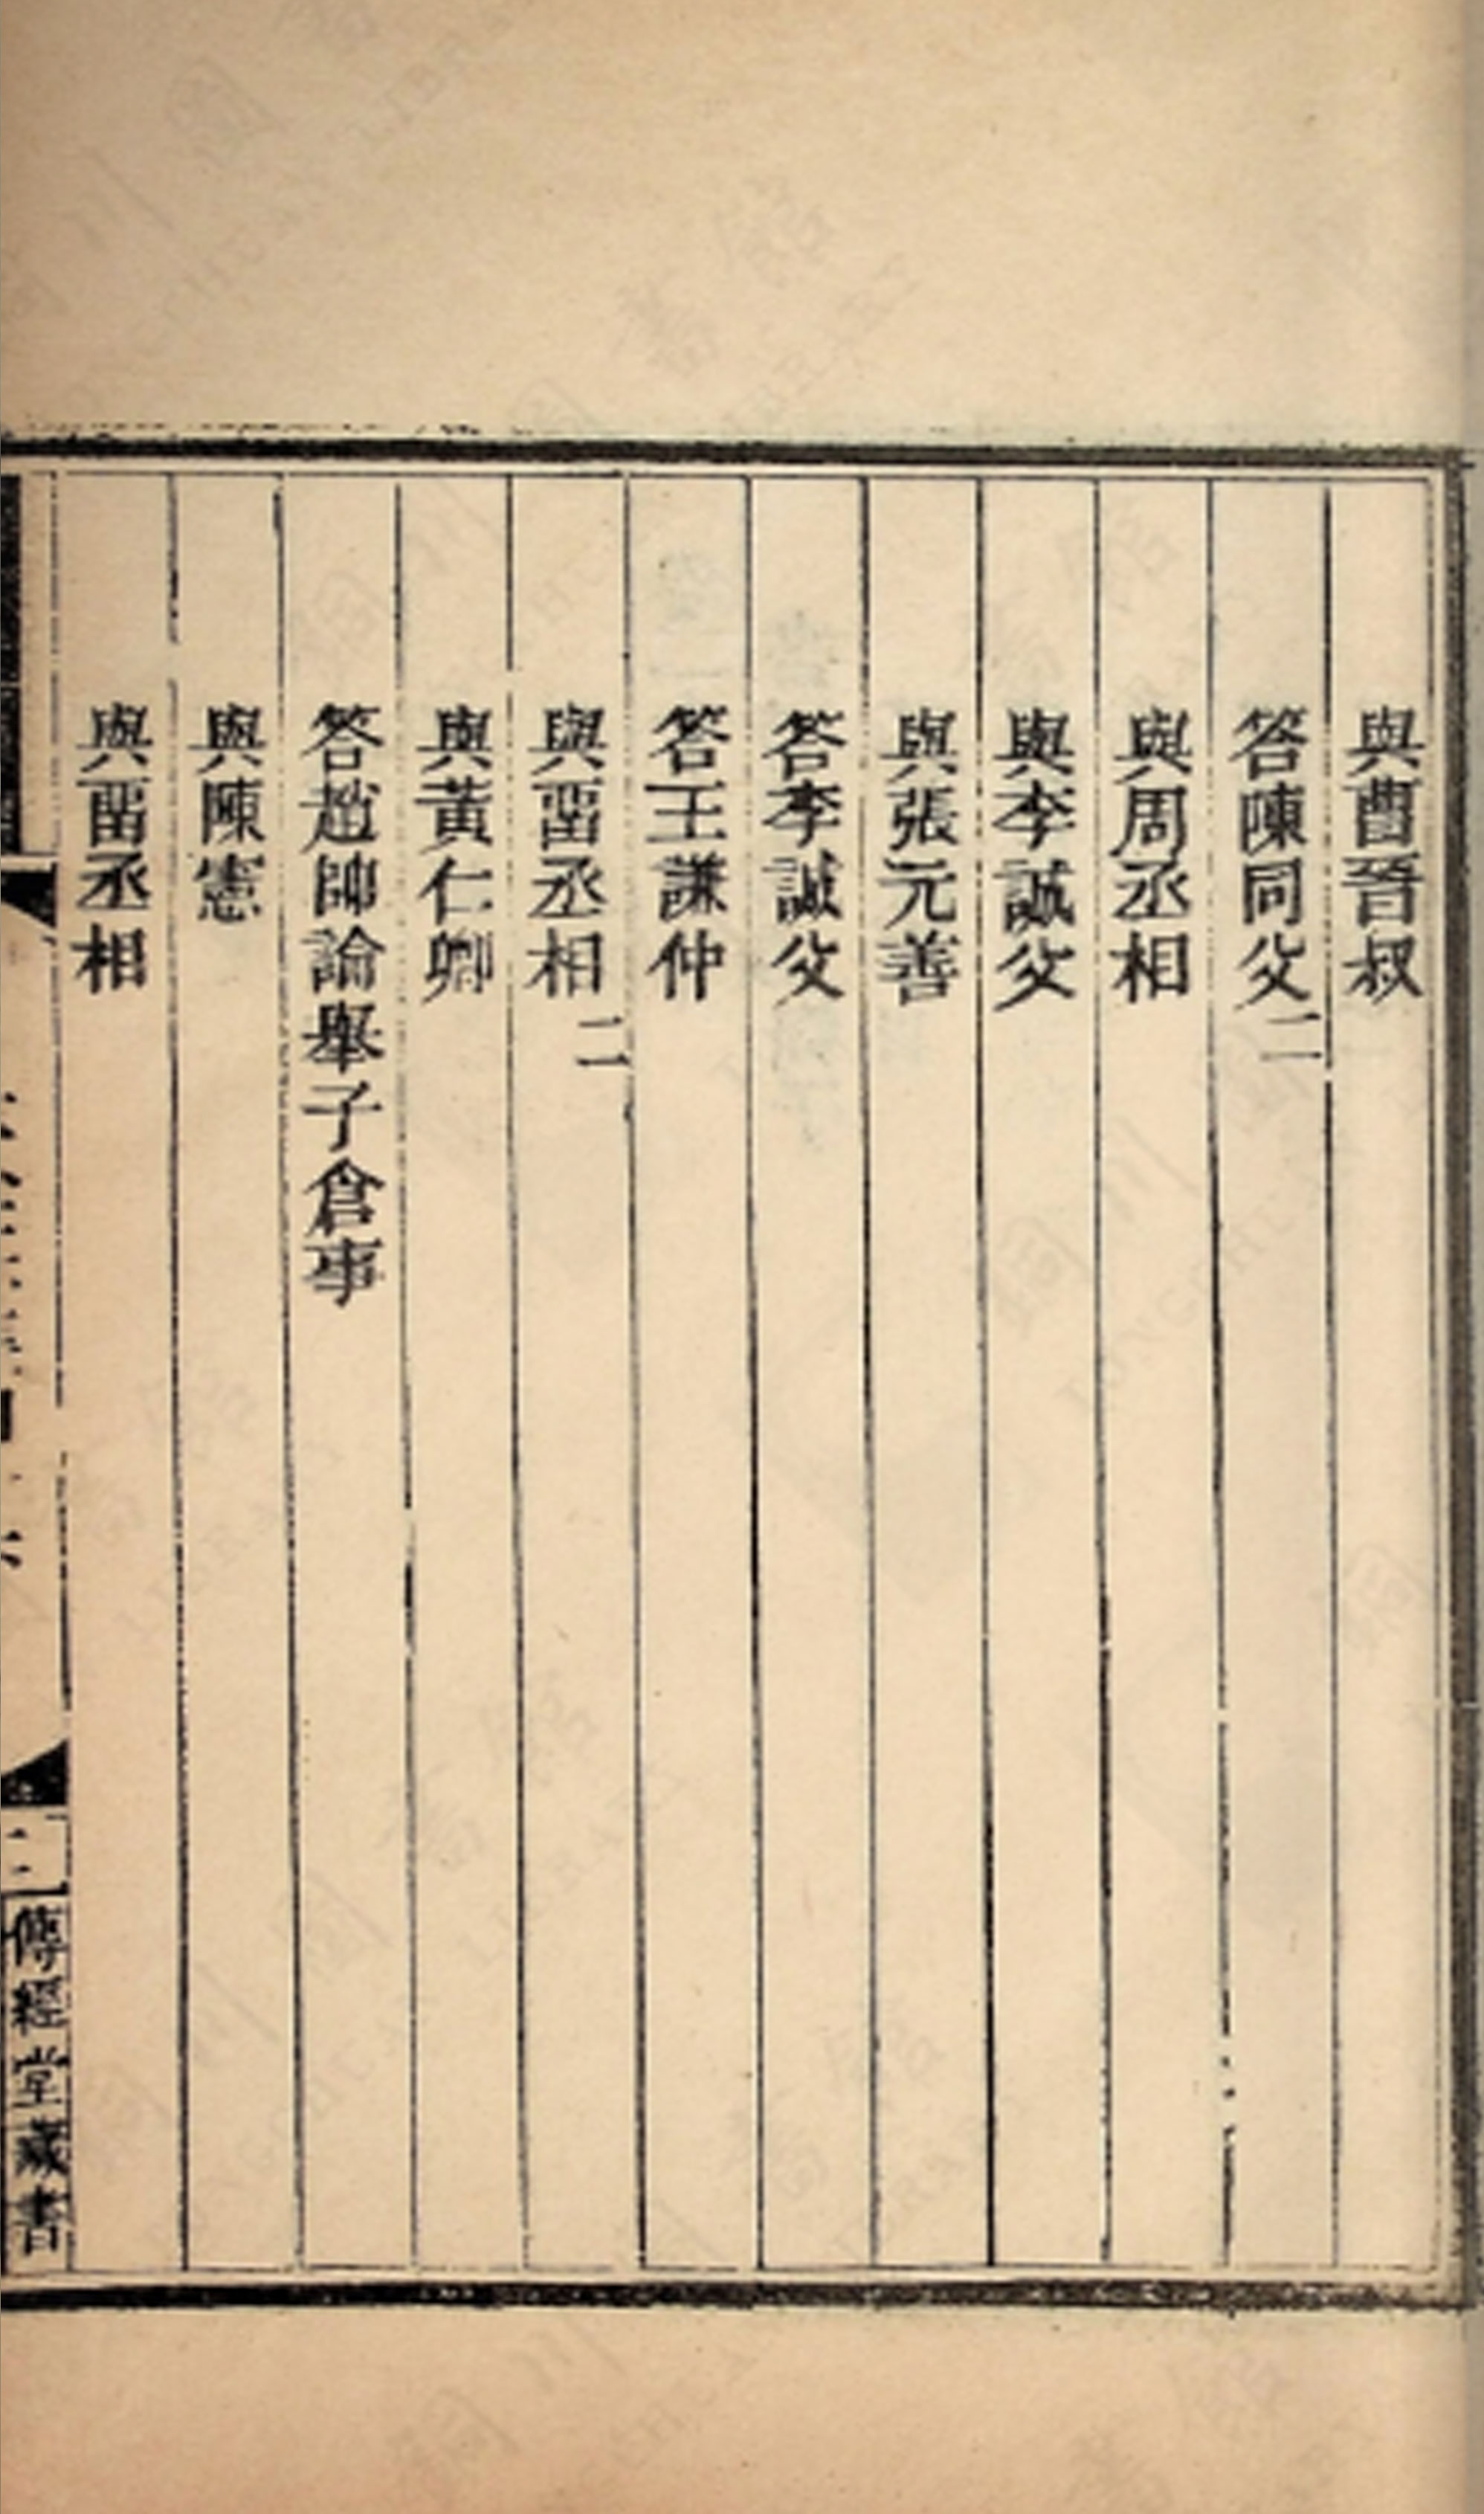 與曹晉叔
答陳同父二
與周丞相
與李誠父
與張元善
答李誠父
答王謙仲
與畱丞相二
與黃仁卿
答趙帥論舉子倉事
與陳憲
與畱丞相
傳經堂藏書